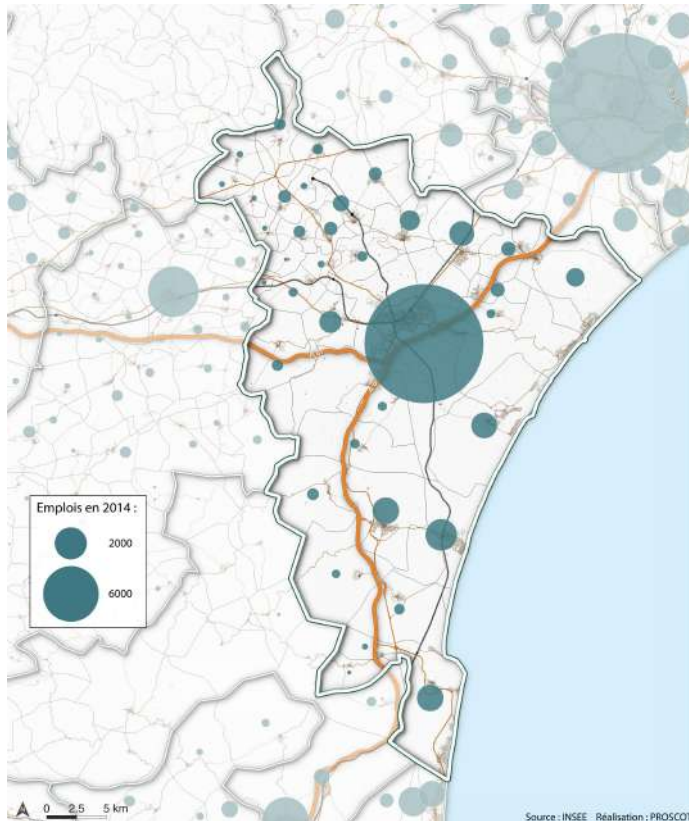 Emplois en 2014 :
2000
6000
0 2.5 5 km
Source : INSEE Réalisation : PROSCOT